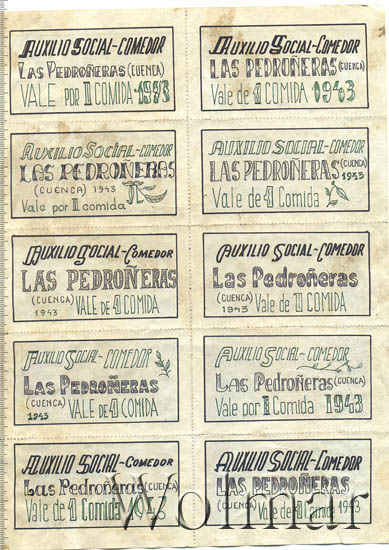 AUXILIO SOCIAL-COMEDOR
LAS PEDROÑERAS (CUENCA)
VALE POR 1 COMIDA 1943
AUXILIO SOCIAL-COMEDOR
LAS PEDROÑERAS (CUENCA)
Vale de 1 COMIDA 1943
AUXILIO SOCIAL-COMEDOR
LAS PEDROÑERAS
(CUENCA) 1943
Vale por 1 comida
AUXILIO SOCIAL-COMEDOR
LAS PEDROÑERAS (CUENCA)
1943
Vale de 1 Comida
AUXILIO SOCIAL-COMEDOR
LAS PEDROÑERAS
(CUENCA) VALE DE 1 COMIDA
1943
AUXILIO SOCIAL-COMEDOR
Las Pedroñeras
(CUENCA) Vale de 1 COMIDA
1943
AUXILIO SOCIAL-COMEDOR
LAS PEDROÑERAS
(CUENCA) VALE DE 1 COMIDA
1943
AUXILIO SOCIAL-COMEDOR
Las Pedroñeras (CUENCA)
Vale por 1 Comida 1943
AUXILIO SOCIAL-COMEDOR
Las Pedroñeras (CUENCA)
Vale de 1 Comida 1943
AUXILIO SOCIAL-COMEDOR
LAS PEDROÑERAS (CUENCA)
Vale de 1 Comida 1943
Wolmar